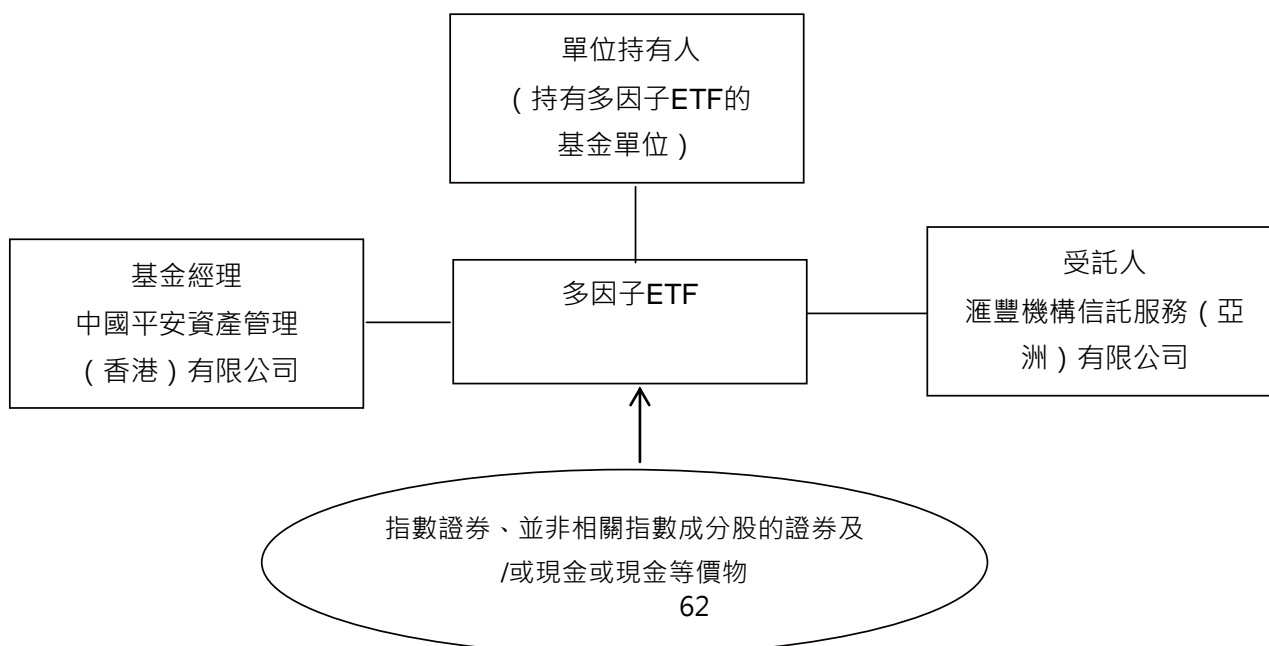 單位持有人
（持有多因子ETF的
基金單位）
基金經理
中國平安資產管理
（香港）有限公司
多因子ETF
受託人
滙豐機構信託服務（亞
洲）有限公司
指數證券、並非相關指數成分股的證券及
/或現金或現金等價物
62